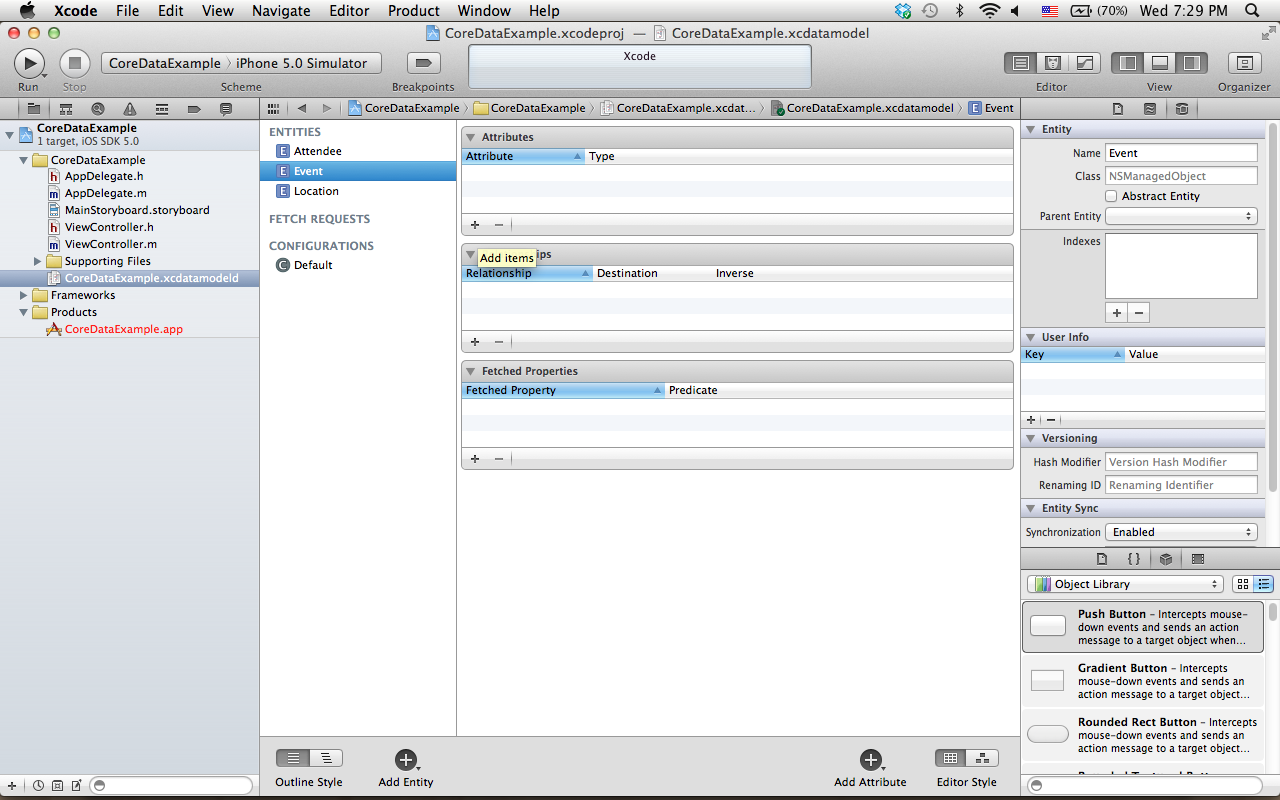 Xcode File Edit View Navigate Editor Product Window Help (70%) Wed 7:29 PM
CoreDataExample.xcodeproj — CoreDataExample.xcdatamodel
CoreDataExample iPhone 5.0 Simulator
Xcode
Run Stop Scheme Breakpoints Editor View Organizer
CoreDataExample
1 target, iOS SDK 5.0
CoreDataExample
AppDelegate.h
AppDelegate.m
MainStoryboard.storyboard
ViewController.h
ViewController.m
Supporting Files
CoreDataExample.xcdatamodeld
Frameworks
Products
CoreDataExample.app
CoreDataExample CoreDataExample CoreDataExample.xcdat... CoreDataExample.xcdatamodel Event
ENTITIES
E Attendee
E Event
E Location
FETCH REQUESTS
CONFIGURATIONS
C Default
Attributes
Attribute Type
Add items
Relationship Destination Inverse
Fetched Properties
Fetched Property Predicate
Outline Style Add Entity Add Attribute Editor Style
Entity
Name Event
Class NSManagedObject
Abstract Entity
Parent Entity
Indexes
User Info
Key Value
Versioning
Hash Modifier Version Hash Modifier
Renaming ID Renaming Identifier
Entity Sync
Synchronization Enabled
Object Library
Push Button – Intercepts mouse-
down events and sends an action
message to a target object when...
Gradient Button – Intercepts
mouse-down events and sends an
action message to a target object...
Rounded Rect Button – Intercepts
mouse-down events and sends an
action message to a target object...